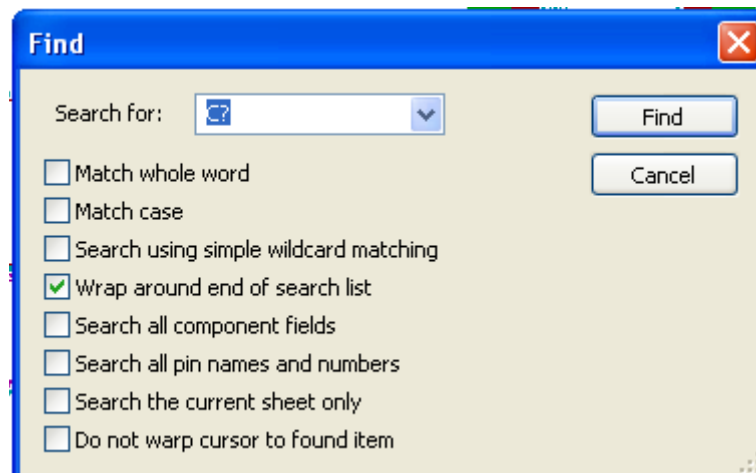 Find
Search for: C?
Find
Match whole word
Cancel
Match case
Search using simple wildcard matching
Wrap around end of search list
Search all component fields
Search all pin names and numbers
Search the current sheet only
Do not warp cursor to found item